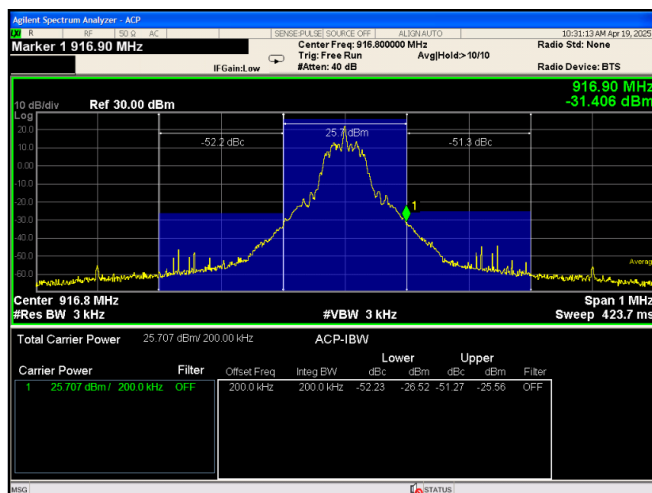 Agilent Spectrum Analyzer - ACP
LXI R RF 50 Ω AC SENSE:PULSE SOURCE OFF ALIGN AUTO 10:31:13 AM Apr 19, 2025
Marker 1 916.90 MHz Center Freq: 916.800000 MHz Radio Std: None
Trig: Free Run Avg|Hold:>10/10
IFGain:Low #Atten: 40 dB Radio Device: BTS
916.90 MHz
10 dB/div Ref 30.00 dBm -31.406 dBm
Log
20.0 25.7 dBm
-52.2 dBc -51.3 dBc
10.0
0.00
-10.0
-20.0
1
-30.0
-40.0
-50.0
Average
-60.0
Center 916.8 MHz Span 1 MHz
#Res BW 3 kHz #VBW 3 kHz Sweep 423.7 ms
Total Carrier Power 25.707 dBm/ 200.00 kHz ACP-IBW
Lower Upper
Carrier Power Filter Offset Freq Integ BW dBc dBm dBc dBm Filter
1 25.707 dBm / 200.0 kHz OFF 200.0 kHz 200.0 kHz -52.23 -26.52 -51.27 -25.56 OFF
MSG STATUS